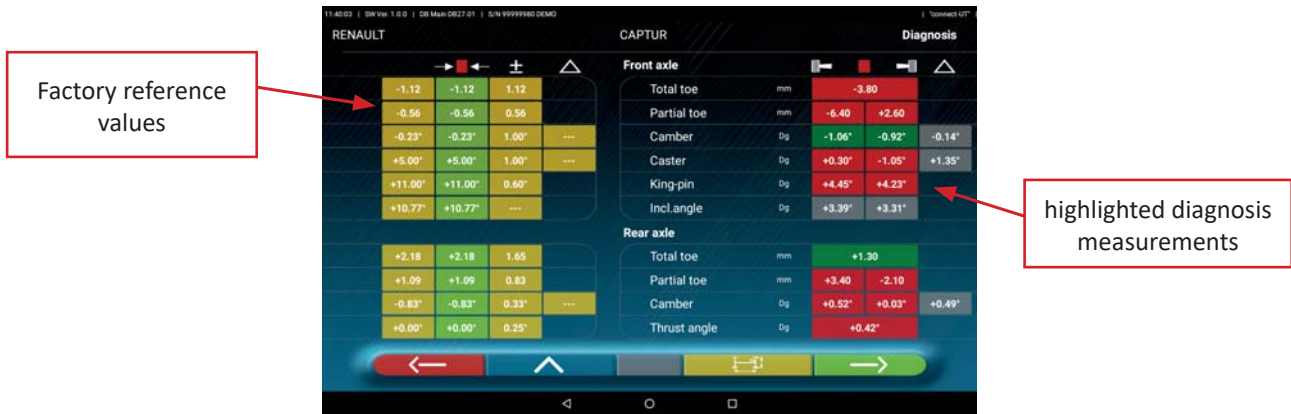 11:40:03 | SW Ver. 1.0.0 | DB Main DB27.01 | S/N 99999980 DEMO | "connect-UT"
RENAULT CAPTUR Diagnosis
Factory reference
values
± Front axle
-1.12 -1.12 1.12 Total toe mm -3.80
-0.56 -0.56 0.56 Partial toe mm -6.40 +2.60
-0.23° -0.23° 1.00° --- Camber Dg -1.06° -0.92° -0.14°
+5.00° +5.00° 1.00° --- Caster Dg +0.30° -1.05° +1.35°
+11.00° +11.00° 0.60° King-pin Dg +4.45° +4.23°
+10.77° +10.77° --- Incl.angle Dg +3.39° +3.31°
highlighted diagnosis
measurements
Rear axle
+2.18 +2.18 1.65 Total toe mm +1.30
+1.09 +1.09 0.83 Partial toe mm +3.40 -2.10
-0.83° -0.83° 0.33° --- Camber Dg +0.52° +0.03° +0.49°
+0.00° +0.00° 0.25° Thrust angle Dg +0.42°